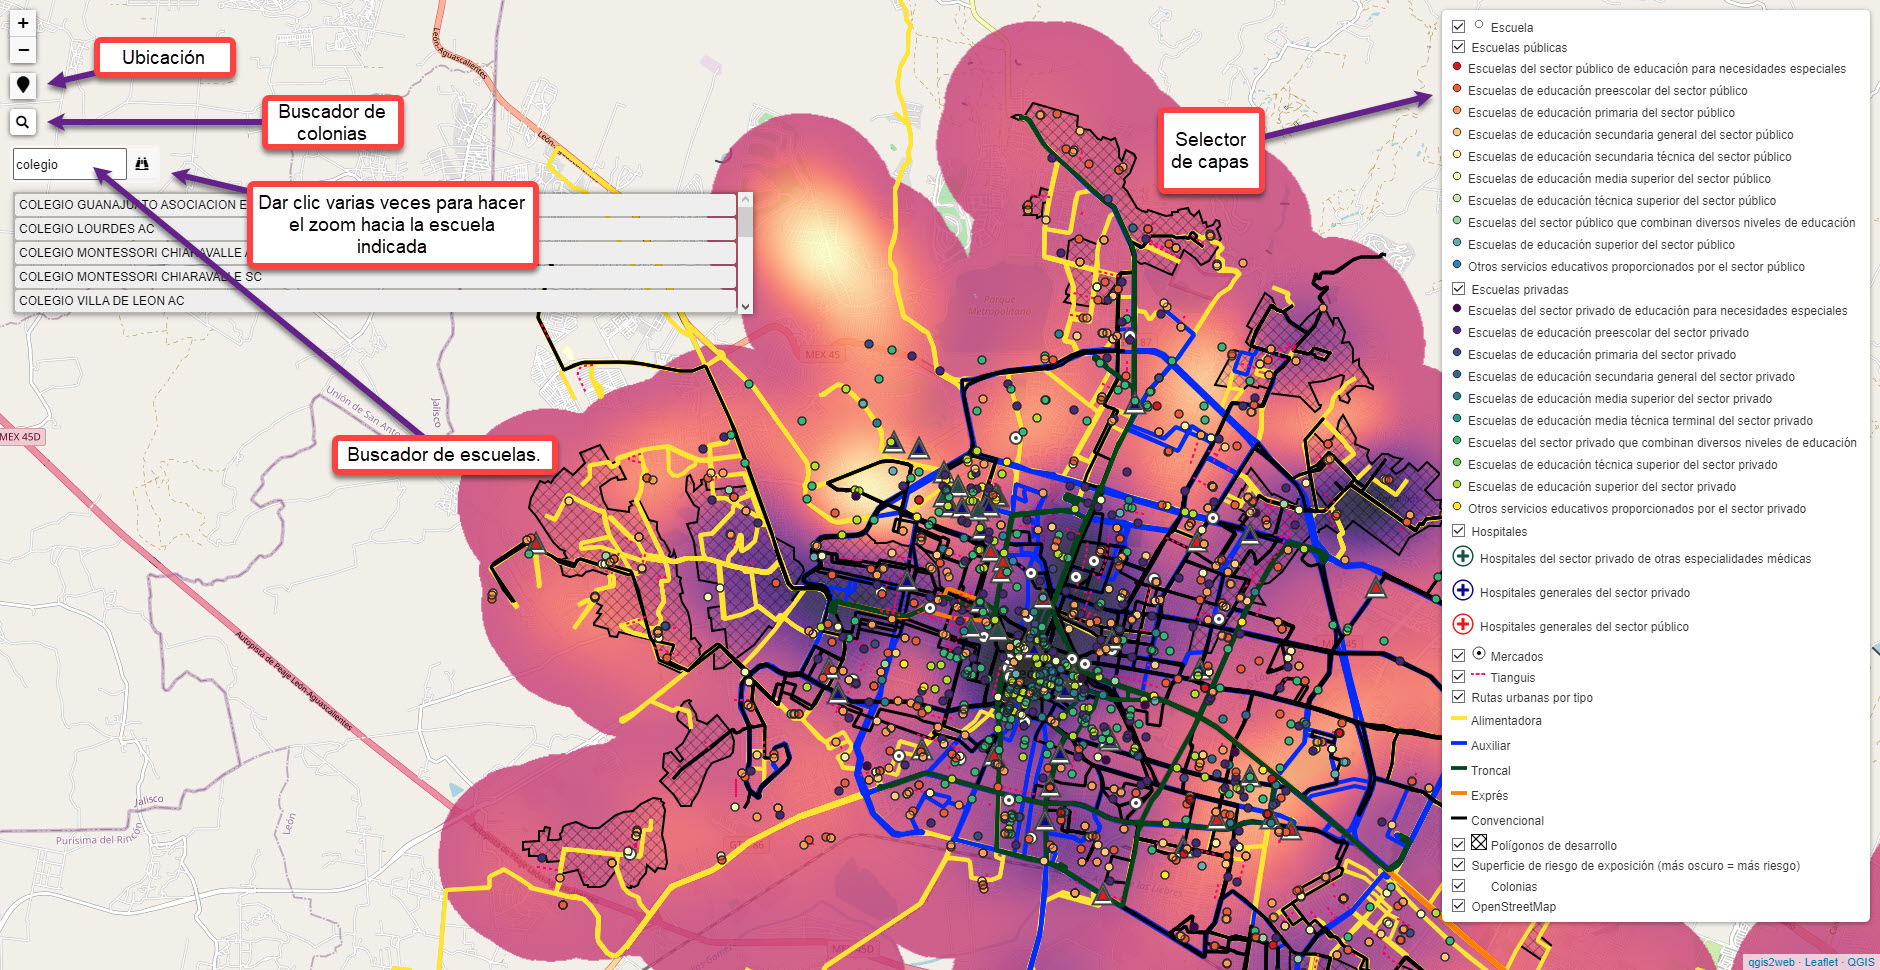 +
−
Ubicación
Buscador de
colonias
colegio
COLEGIO GUANAJUATO ASOCIACION E
COLEGIO LOURDES AC
COLEGIO MONTESSORI CHIARAVALLE A
COLEGIO MONTESSORI CHIARAVALLE SC
COLEGIO VILLA DE LEON AC
Dar clic varias veces para hacer
el zoom hacia la escuela
indicada
Buscador de escuelas.
Selector
de capas
León-Aguascalientes
León-
Parque
Metropolitano
MEX 45
87
Unión de San Anto
Jalisco
MEX 45D
Autopista de Peaje León-Aguascalientes
Jalisco
León
Purísima del Rincón
MEX 45D
Escuela
Escuelas públicas
Escuelas del sector público de educación para necesidades especiales
Escuelas de educación preescolar del sector público
Escuelas de educación primaria del sector público
Escuelas de educación secundaria general del sector público
Escuelas de educación secundaria técnica del sector público
Escuelas de educación media superior del sector público
Escuelas de educación técnica superior del sector público
Escuelas del sector público que combinan diversos niveles de educación
Escuelas de educación superior del sector público
Otros servicios educativos proporcionados por el sector público
Escuelas privadas
Escuelas del sector privado de educación para necesidades especiales
Escuelas de educación preescolar del sector privado
Escuelas de educación primaria del sector privado
Escuelas de educación secundaria general del sector privado
Escuelas de educación media superior del sector privado
Escuelas de educación media técnica terminal del sector privado
Escuelas del sector privado que combinan diversos niveles de educación
Escuelas de educación técnica superior del sector privado
Escuelas de educación superior del sector privado
Otros servicios educativos proporcionados por el sector privado
Hospitales
Hospitales del sector privado de otras especialidades médicas
Hospitales generales del sector privado
Hospitales generales del sector público
Mercados
Tianguis
Rutas urbanas por tipo
Alimentadora
Auxiliar
Troncal
Exprés
Convencional
Polígonos de desarrollo
Superficie de riesgo de exposición (más oscuro = más riesgo)
Colonias
OpenStreetMap
qgis2web · Leaflet · QGIS